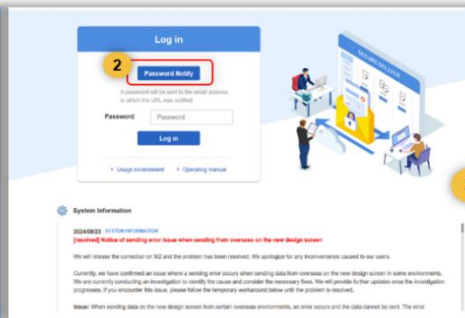 Log in
2
Password Notify
A password will be sent to the email address
to which the URL was notified.
Password
Password
Log in
Usage environment
Operating manual
SECURE DELIVER
System Information
2024/08/23 SYSTEM INFORMATION
[resolved] Notice of sending error issue when sending from overseas on the new design screen
We will release the correction on 9/2 and the problem has been resolved. We apologize for any inconvenience caused to our users.
Currently, we have confirmed an issue where a sending error occurs when sending data from overseas on the new design screen in some environments.
We are currently conducting an investigation to identify the cause and consider the necessary fixes. We will provide further updates once the investigation
progresses. If you encounter this issue, please follow the temporary workaround below until the problem is resolved.
Issue: When sending data on the new design screen from certain overseas environments, an error occurs and the data cannot be sent. The error